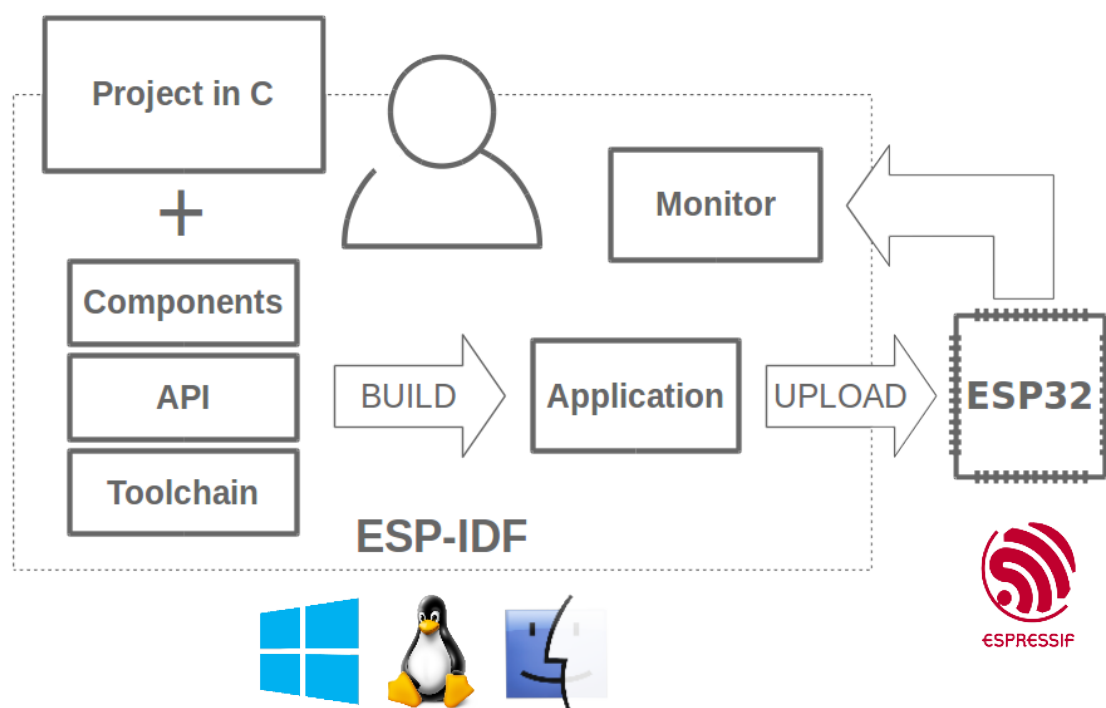 Project in C
+
Monitor
Components
API
Toolchain
BUILD
Application
UPLOAD
ESP32
ESP-IDF
ESPRESSIF